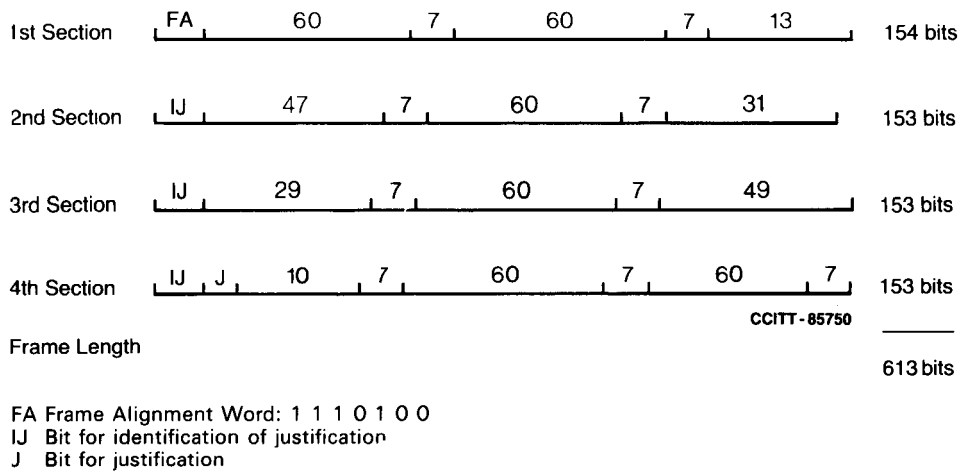 FA 60 7 60 7 13
1st Section 154 bits
IJ 47 7 60 7 31
2nd Section 153 bits
IJ 29 7 60 7 49
3rd Section 153 bits
IJ J 10 7 60 7 60 7
4th Section 153 bits
CCITT - 85750
Frame Length
613 bits
FA Frame Alignment Word: 1 1 1 0 1 0 0
IJ Bit for identification of justification
J Bit for justification